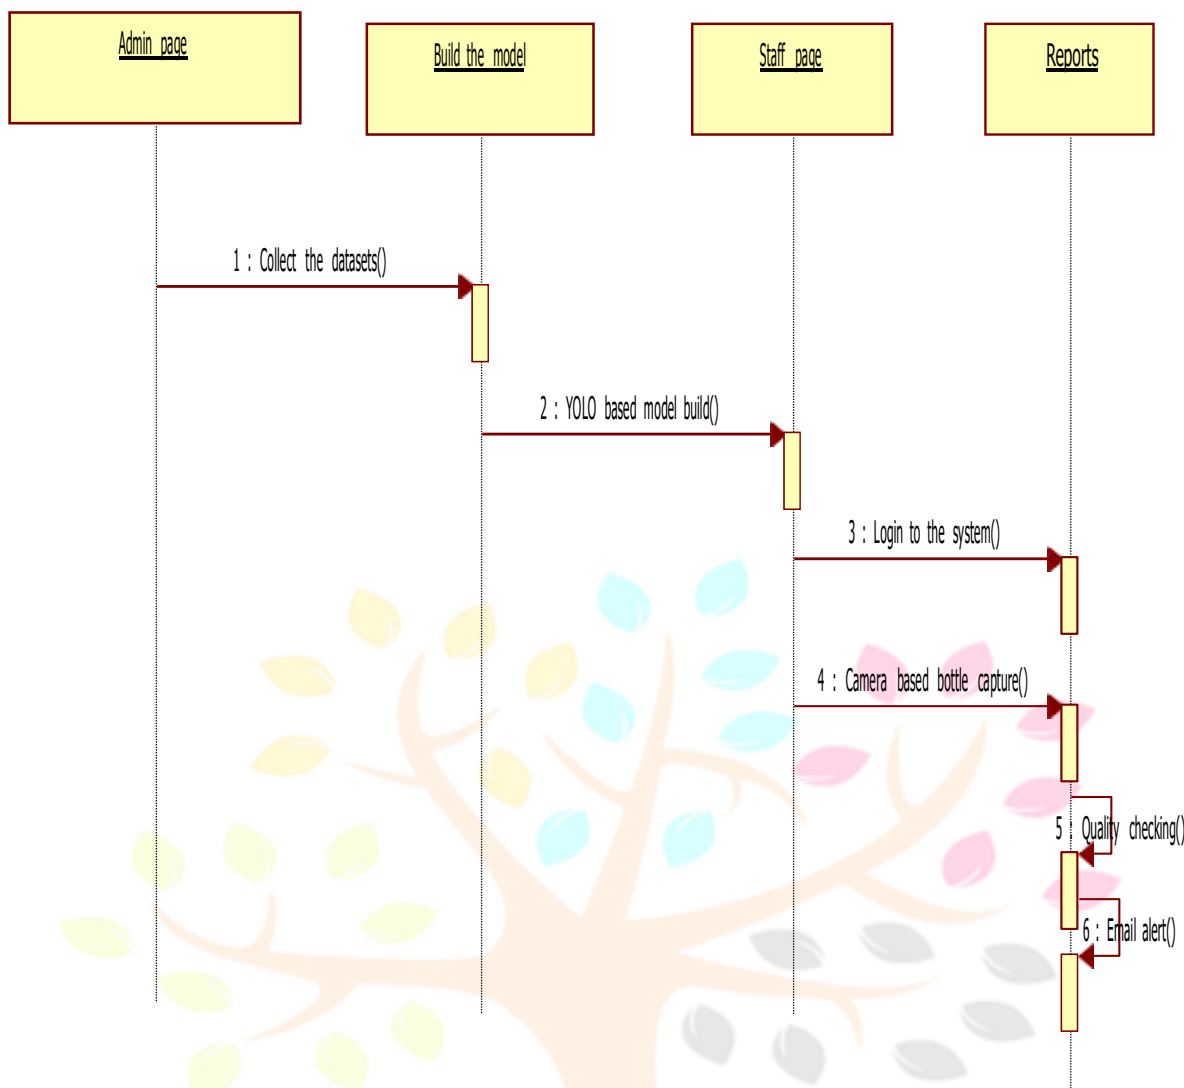 Admin page
Build the model
Staff page
Reports
1 : Collect the datasets()
2 : YOLO based model build()
3 : Login to the system()
4 : Camera based bottle capture()
5 : Quality checking()
6 : Email alert()